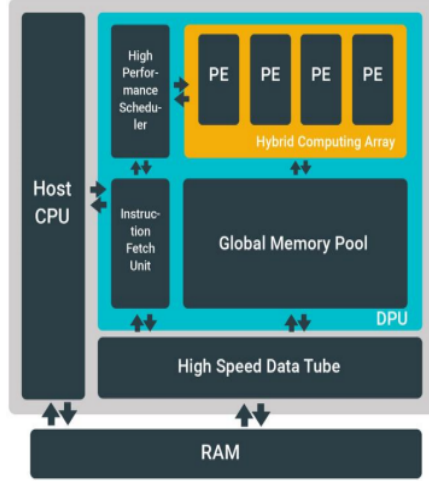 High
Perfor-
mance
Schedu-
ler
PE
PE
PE
PE
Hybrid Computing Array
Host
CPU
Instruc-
tion
Fetch
Unit
Global Memory Pool
DPU
High Speed Data Tube
RAM